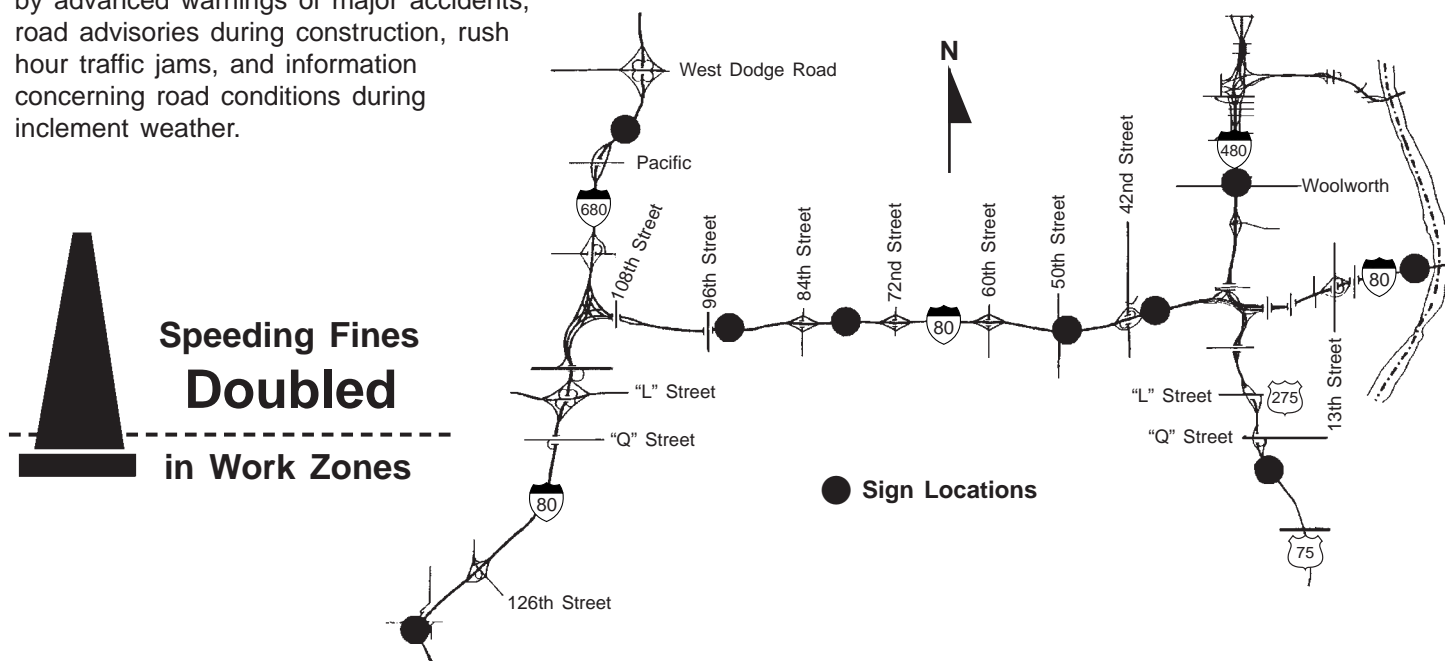 by advanced warnings of major accidents,
road advisories during construction, rush
hour traffic jams, and information
concerning road conditions during
inclement weather.
N
West Dodge Road
Pacific
680
480
Woolworth
108th Street
96th Street
84th Street
72nd Street
60th Street
50th Street
42nd Street
80
80
13th Street
Speeding Fines
Doubled
in Work Zones
“L” Street
“Q” Street
“L” Street
275
“Q” Street
80
Sign Locations
75
126th Street